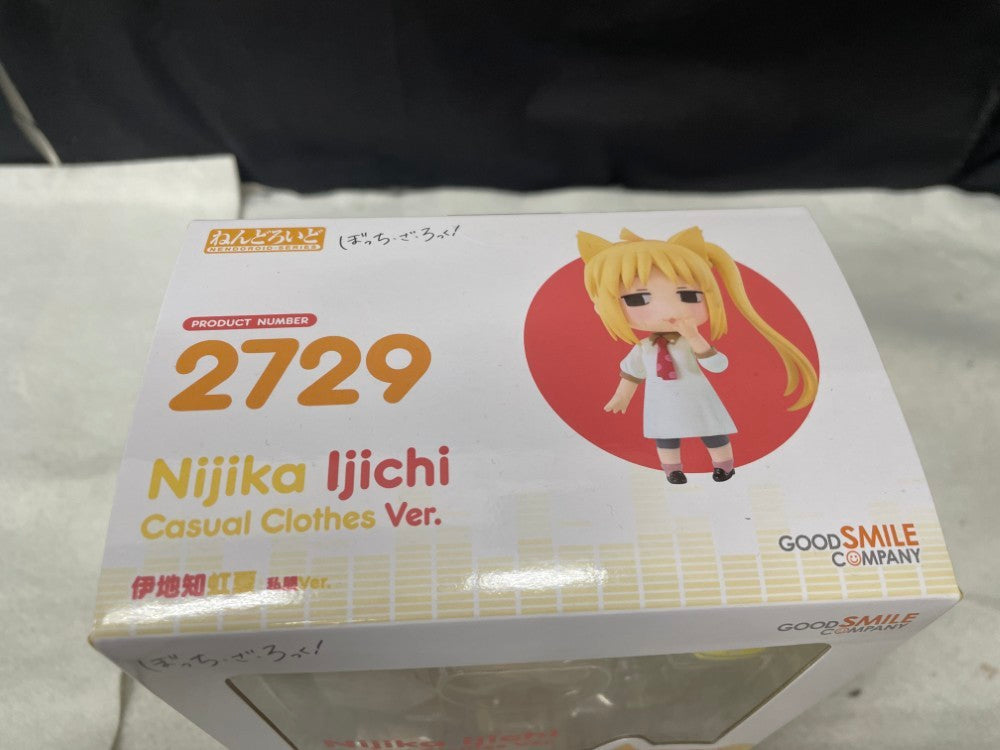 ねんどろいど
NENDOROID SERIES
ぼっち・ざ・ろっく!
PRODUCT NUMBER
2729
Nijika Ijichi
Casual Clothes Ver.
伊地知虹夏 私服Ver.
GOOD SMILE
COMPANY
GOOD SMILE
COMPANY
ぼっち・ざ・ろっく!
Nijika Ijichi